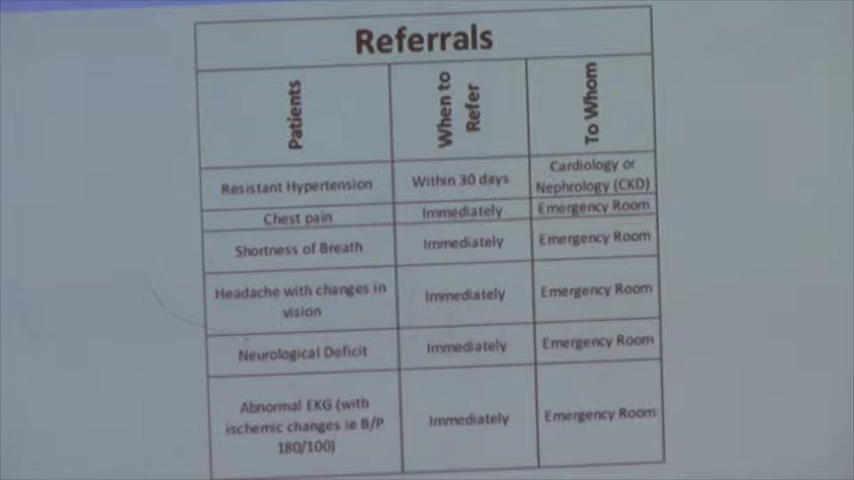 Referrals
Patients
When to
Refer
To Whom
Resistant Hypertension
Within 30 days
Cardiology or
Nephrology (CKD)
Chest pain
Immediately
Emergency Room
Shortness of Breath
Immediately
Emergency Room
Headache with changes in
vision
Immediately
Emergency Room
Neurological Deficit
Immediately
Emergency Room
Abnormal EKG (with
ischemic changes ie B/P
180/100)
Immediately
Emergency Room